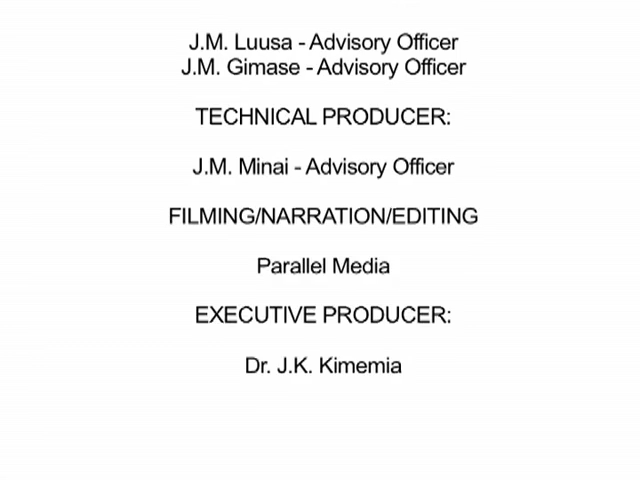 J.M. Luusa - Advisory Officer
J.M. Gimase - Advisory Officer
TECHNICAL PRODUCER:
J.M. Minai - Advisory Officer
FILMING/NARRATION/EDITING
Parallel Media
EXECUTIVE PRODUCER:
Dr. J.K. Kimemia